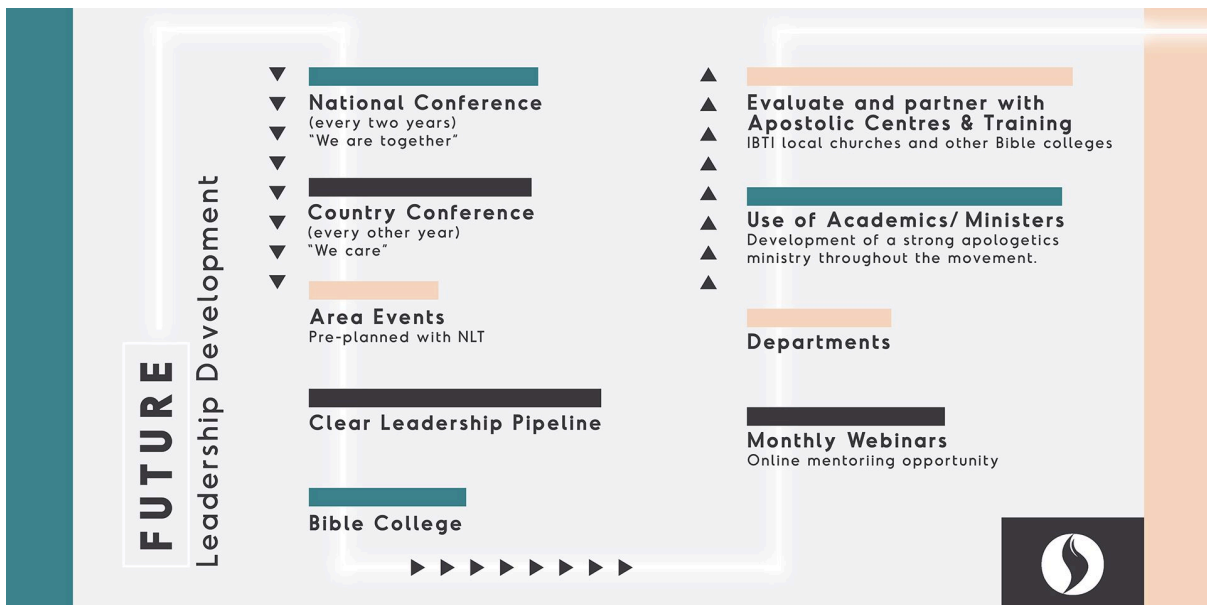 FUTURE
Leadership Development
National Conference
(every two years)
"We are together"
Country Conference
(every other year)
"We care"
Area Events
Pre-planned with NLT
Clear Leadership Pipeline
Bible College
Evaluate and partner with
Apostolic Centres & Training
IBTI local churches and other Bible colleges
Use of Academics/ Ministers
Development of a strong apologetics
ministry throughout the movement.
Departments
Monthly Webinars
Online mentoriing opportunity